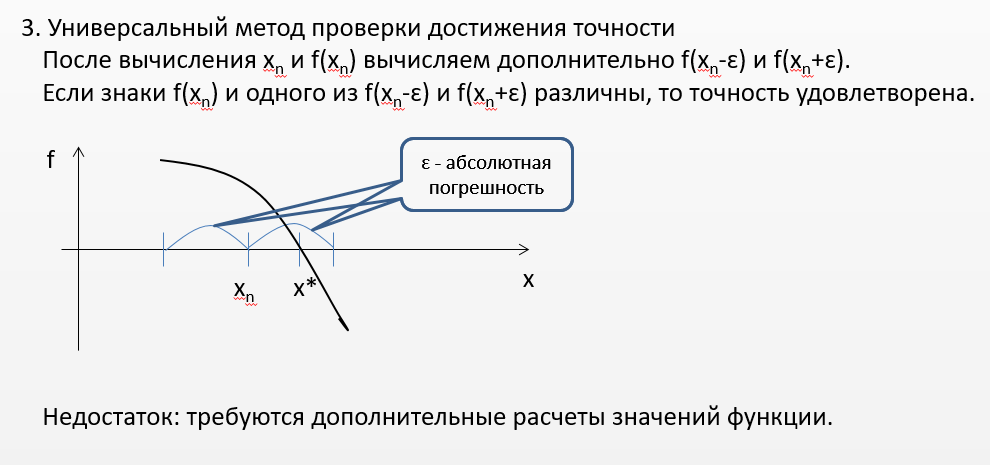 3. Универсальный метод проверки достижения точности
После вычисления xn и f(xn) вычисляем дополнительно f(xn-ε) и f(xn+ε).
Если знаки f(xn) и одного из f(xn-ε) и f(xn+ε) различны, то точность удовлетворена.
f
ε - абсолютная
погрешность
xn
x*
x
Недостаток: требуются дополнительные расчеты значений функции.